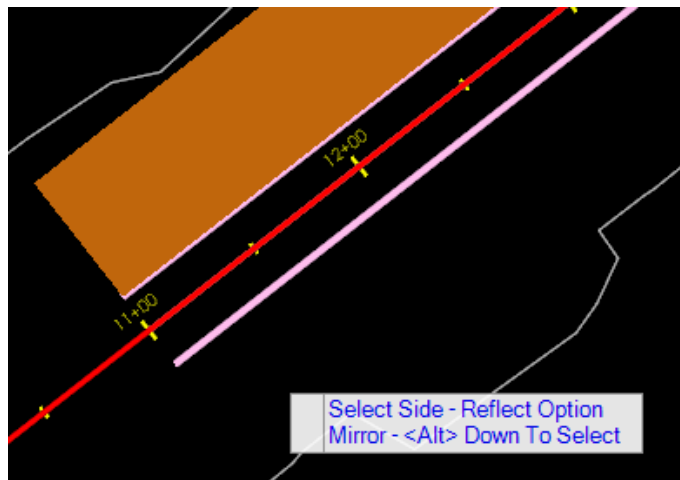 12+00
11+00
Select Side - Reflect Option
Mirror - <Alt> Down To Select